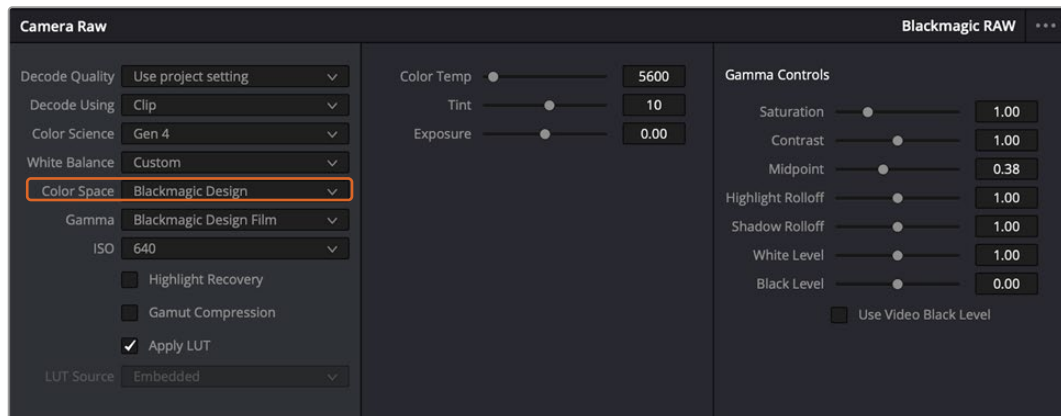 Camera Raw
Blackmagic RAW
Decode Quality Use project setting
Decode Using Clip
Color Science Gen 4
White Balance Custom
Color Space Blackmagic Design
Gamma Blackmagic Design Film
ISO 640
Highlight Recovery
Gamut Compression
Apply LUT
LUT Source Embedded
Color Temp 5600
Tint 10
Exposure 0.00
Gamma Controls
Saturation 1.00
Contrast 1.00
Midpoint 0.38
Highlight Rolloff 1.00
Shadow Rolloff 1.00
White Level 1.00
Black Level 0.00
Use Video Black Level